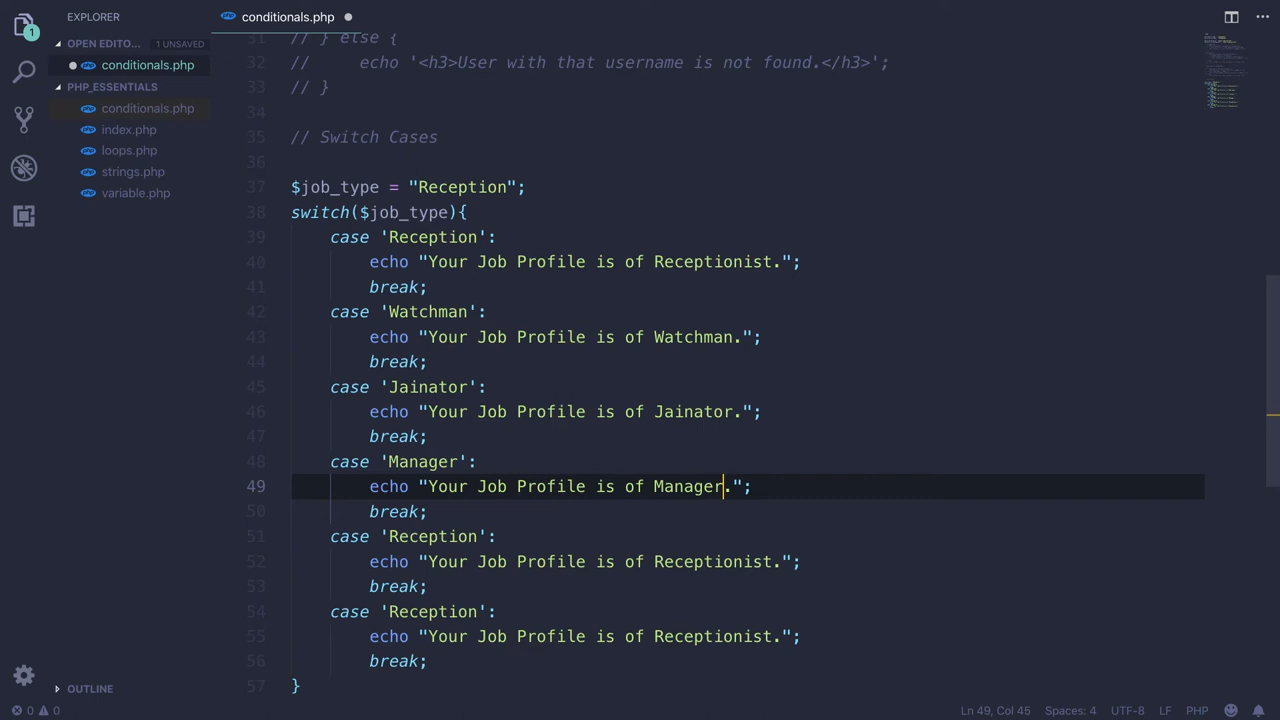 EXPLORER
conditionals.php
OPEN EDITO... 1 UNSAVED
conditionals.php
PHP_ESSENTIALS
conditionals.php
index.php
loops.php
strings.php
variable.php
OUTLINE
1
31 // } else {
32 //     echo '<h3>User with that username is not found.</h3>';
33 // }
34
35 // Switch Cases
36
37 $job_type = "Reception";
38 switch($job_type){
39     case 'Reception':
40         echo "Your Job Profile is of Receptionist.";
41         break;
42     case 'Watchman':
43         echo "Your Job Profile is of Watchman.";
44         break;
45     case 'Jainator':
46         echo "Your Job Profile is of Jainator.";
47         break;
48     case 'Manager':
49         echo "Your Job Profile is of Manager.";
50         break;
51     case 'Reception':
52         echo "Your Job Profile is of Receptionist.";
53         break;
54     case 'Reception':
55         echo "Your Job Profile is of Receptionist.";
56         break;
57 }
0 0 Ln 49, Col 45 Spaces: 4 UTF-8 LF PHP